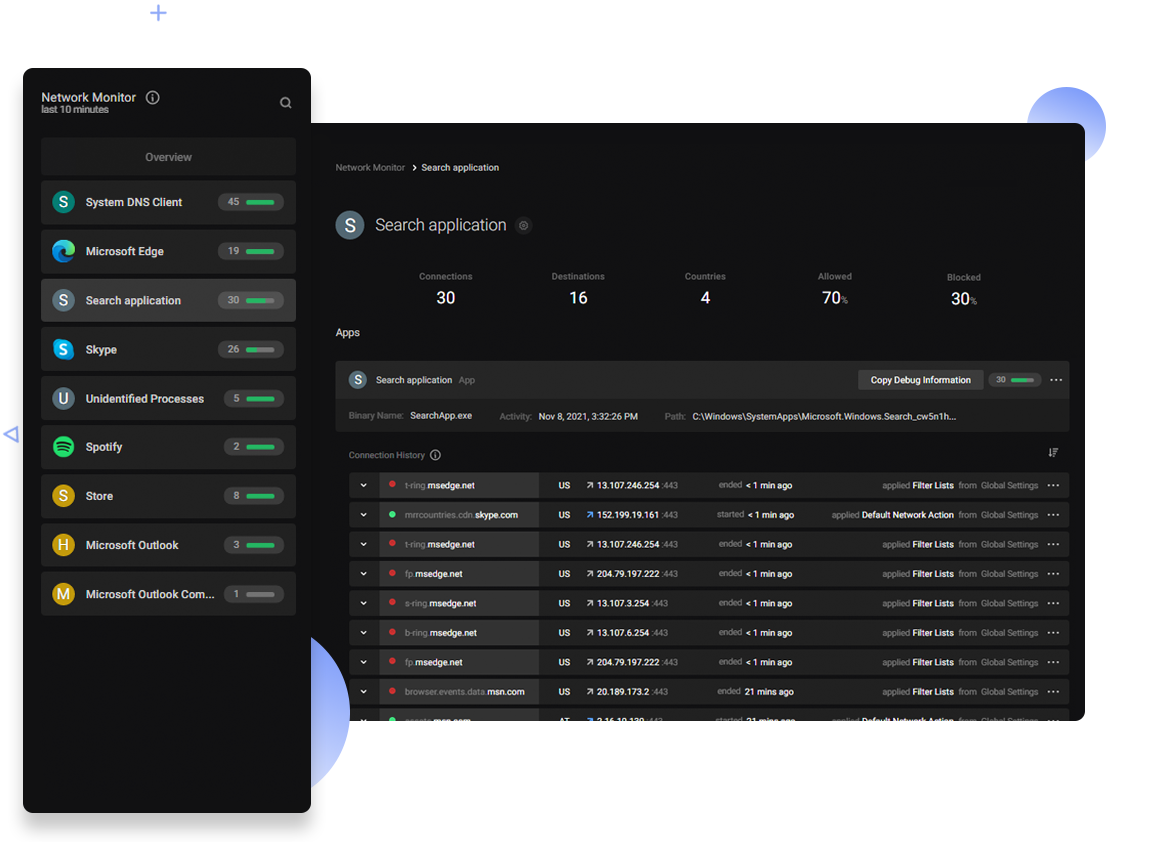 Network Monitor
last 10 minutes
Overview
S System DNS Client 45
Microsoft Edge 19
S Search application 30
S Skype 26
U Unidentified Processes 5
Spotify 2
S Store 8
H Microsoft Outlook 3
M Microsoft Outlook Com... 1
Network Monitor > Search application
S Search application
Connections Destinations Countries Allowed Blocked
30 16 4 70% 30%
Apps
S Search application App Copy Debug Information 30 ...
Binary Name: SearchApp.exe Activity: Nov 8, 2021, 3:32:26 PM Path: C:\Windows\SystemApps\Microsoft.Windows.Search_cw5n1h...
Connection History
t-ring.msedge.net US 13.107.246.254:443 ended < 1 min ago applied Filter Lists from Global Settings ...
mrrcountries.cdn.skype.com US 152.199.19.161:443 started < 1 min ago applied Default Network Action from Global Settings ...
t-ring.msedge.net US 13.107.246.254:443 ended < 1 min ago applied Filter Lists from Global Settings ...
fp.msedge.net US 204.79.197.222:443 ended < 1 min ago applied Filter Lists from Global Settings ...
s-ring.msedge.net US 13.107.3.254:443 ended < 1 min ago applied Filter Lists from Global Settings ...
b-ring.msedge.net US 13.107.6.254:443 ended < 1 min ago applied Filter Lists from Global Settings ...
fp.msedge.net US 204.79.197.222:443 ended < 1 min ago applied Filter Lists from Global Settings ...
browser.events.data.msn.com US 20.189.173.2:443 ended 21 mins ago applied Filter Lists from Global Settings ...
assets.msn.com AT started 21 mins ago applied Default Network Action from Global Settings